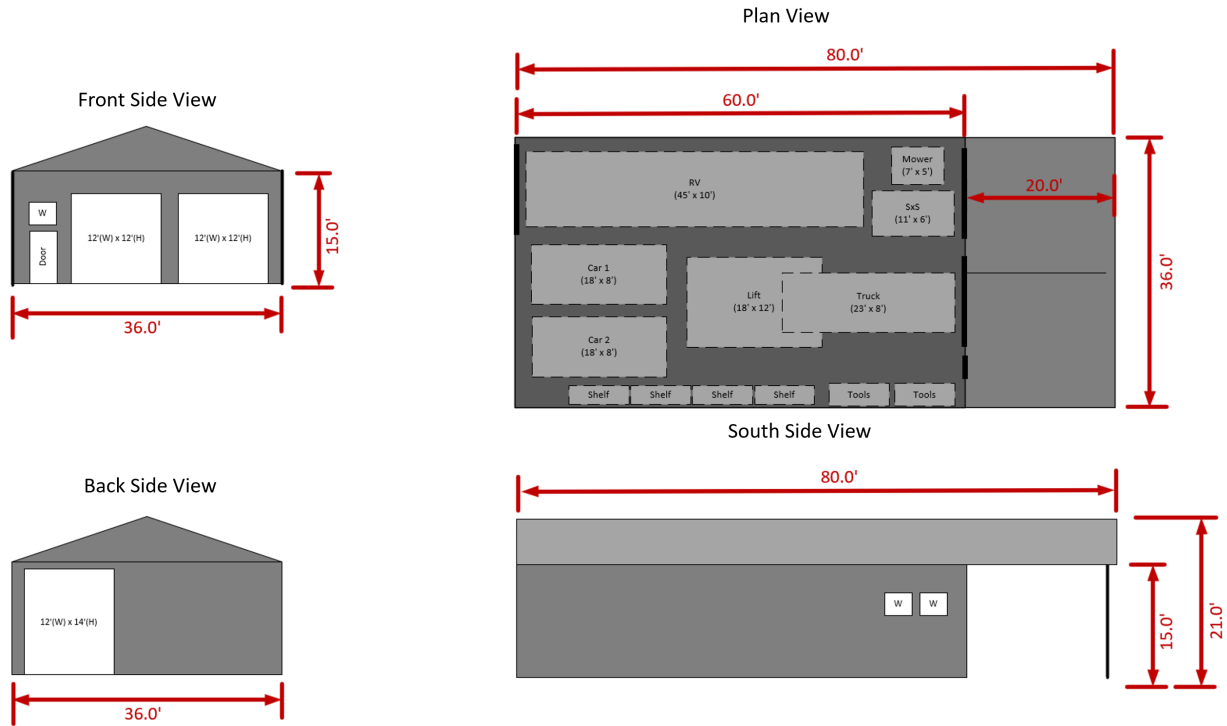 Plan View
80.0'
60.0'
Front Side View
W
Door
12'(W) x 12'(H)
12'(W) x 12'(H)
15.0'
36.0'
RV
(45' x 10')
Mower
(7' x 5')
SxS
(11' x 6')
20.0'
36.0'
Car 1
(18' x 8')
Lift
(18' x 12')
Truck
(23' x 8')
Car 2
(18' x 8')
Shelf
Shelf
Shelf
Shelf
Tools
Tools
South Side View
80.0'
W
W
15.0'
21.0'
Back Side View
12'(W) x 14'(H)
36.0'